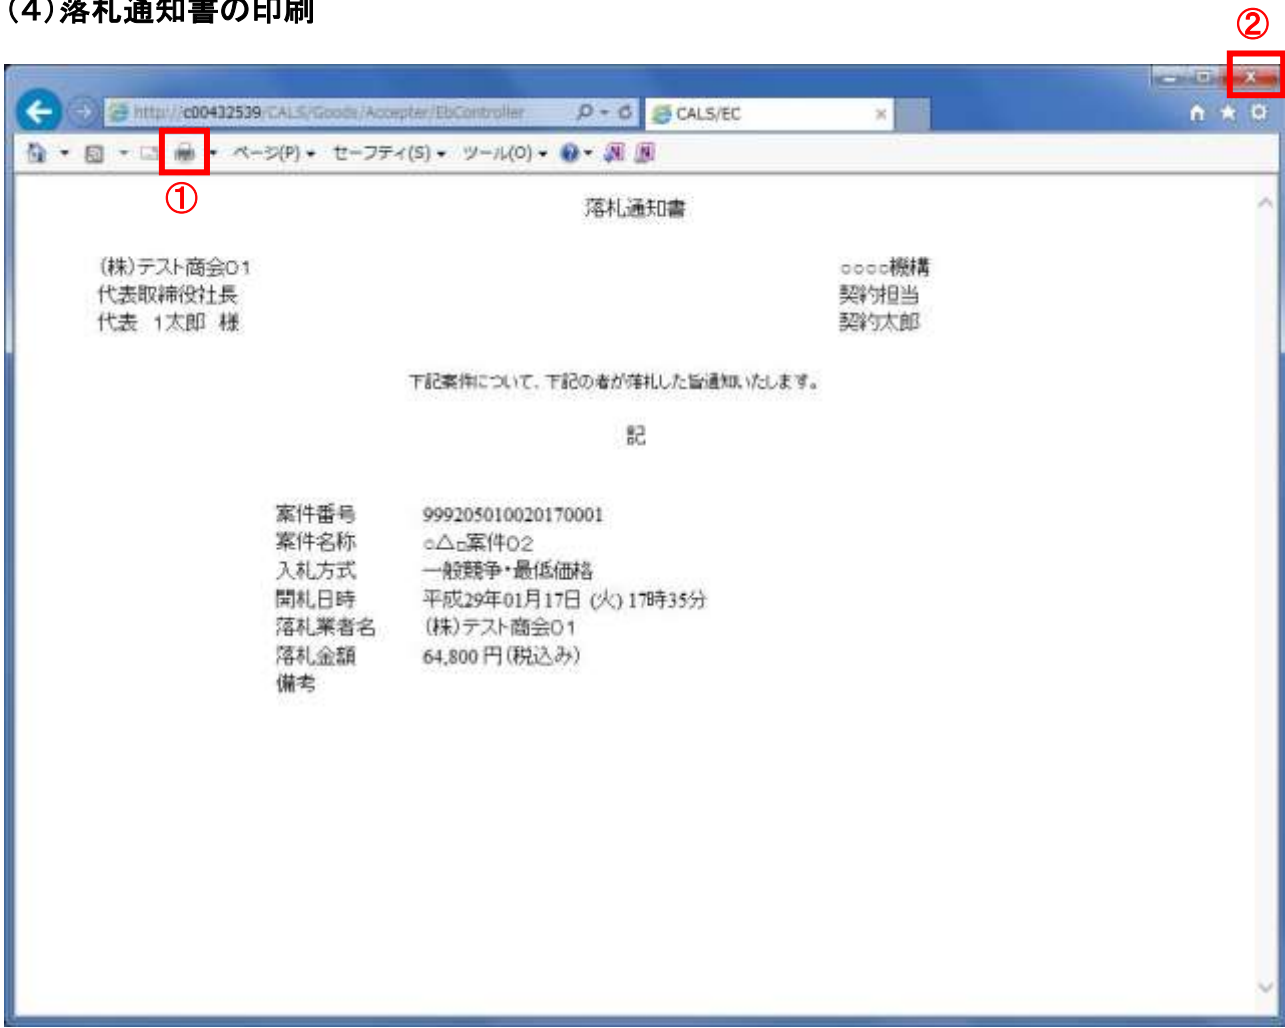 (4)落札通知書の印刷
②
http://c00432539/CALS/Goods/Accepter/EbController
CALS/EC
ページ(P) セーフティ(S) ツール(O)
①
落札通知書
(株)テスト商会01
代表取締役社長
代表 1太郎 様
○○○○機構
契約担当
契約太郎
下記案件について、下記の者が落札した旨通知いたします。
記
案件番号 999205010020170001
案件名称 ○△□案件02
入札方式 一般競争・最低価格
開札日時 平成29年01月17日 (火) 17時35分
落札業者名 (株)テスト商会01
落札金額 64,800 円(税込み)
備考